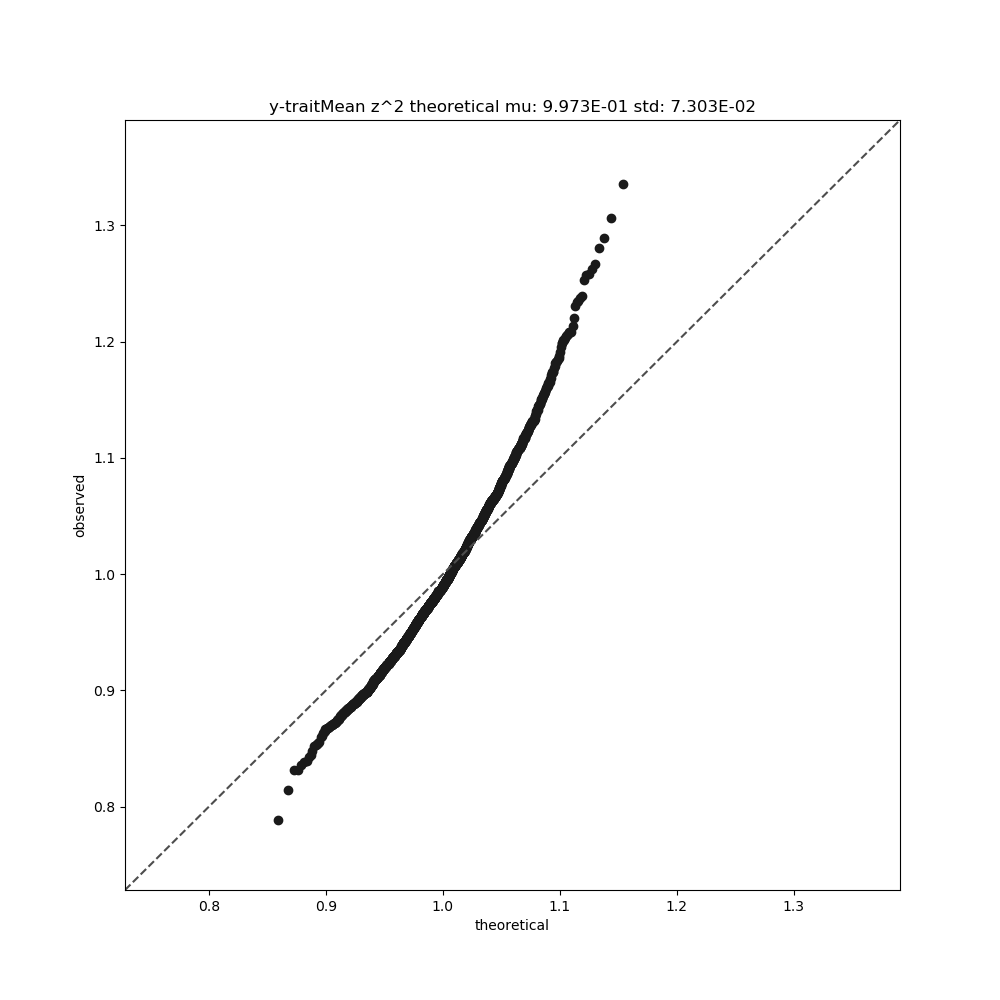 y-traitMean z^2 theoretical mu: 9.973E-01 std: 7.303E-02
1.3
1.2
1.1
1.0
0.9
0.8
observed
0.8 0.9 1.0 1.1 1.2 1.3
theoretical